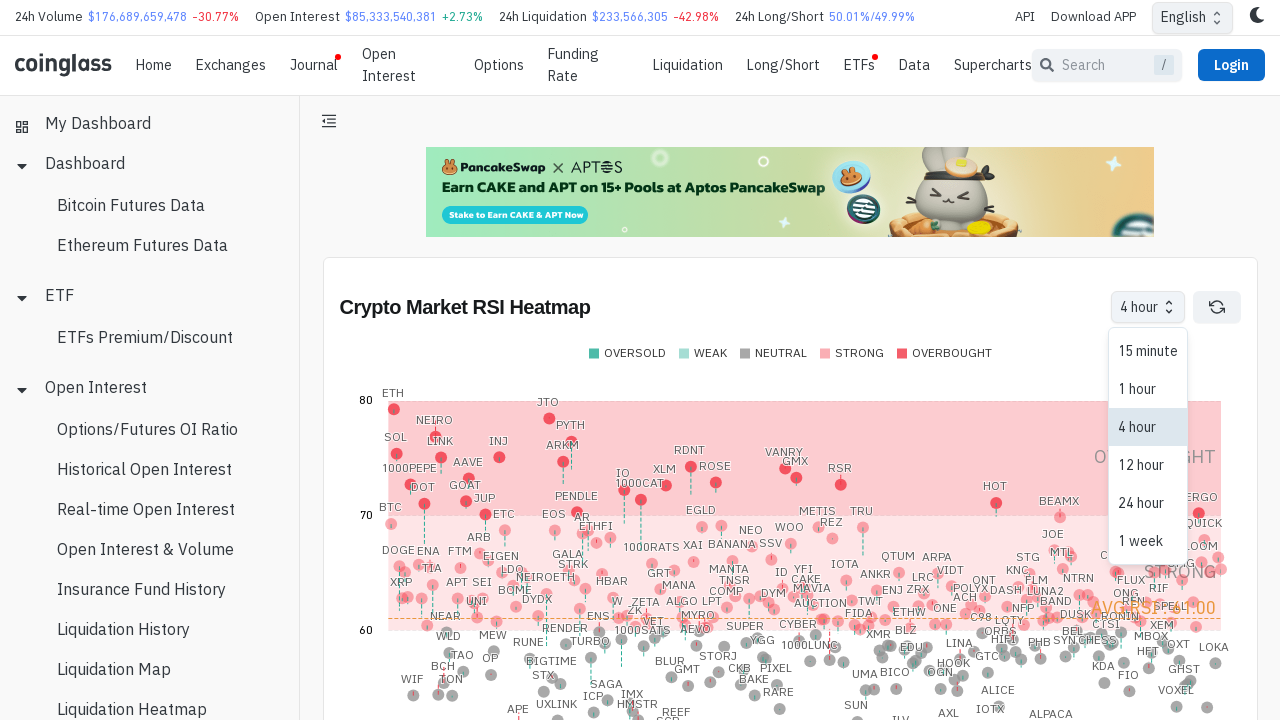 24h Volume $176,689,659,478 -30.77% Open Interest $85,333,540,381 +2.73% 24h Liquidation $233,566,305 -42.98% 24h Long/Short 50.01%/49.99% API Download APP English
coinglass Home Exchanges Journal Open Interest Options Funding Rate Liquidation Long/Short ETFs Data Supercharts Search / Login
My Dashboard
Dashboard
Bitcoin Futures Data
Ethereum Futures Data
ETF
ETFs Premium/Discount
Open Interest
Options/Futures OI Ratio
Historical Open Interest
Real-time Open Interest
Open Interest & Volume
Insurance Fund History
Liquidation History
Liquidation Map
Liquidation Heatmap
PancakeSwap × APTOS
Earn CAKE and APT on 15+ Pools at Aptos PancakeSwap
Stake to Earn CAKE & APT Now
Crypto Market RSI Heatmap
4 hour
15 minute
1 hour
4 hour
12 hour
24 hour
1 week
OVERSOLD WEAK NEUTRAL STRONG OVERBOUGHT
80
70
60
ETH JTO
NEIRO PYTH
SOL LINK INJ ARKM RDNT VANRY
1000PEPE AAVE IO XLM ROSE GMX RSR
DOT GOAT JUP PENDLE 1000CAT HOT BEAMX ERGO
BTC ETC EOS AR EGLD METIS TRU QUICK
ARB ETHFI NEO WOO REZ JOE
DOGE ENA FTM EIGEN GALA 1000RATS XAI BANANA SSV MTL
TIA STRK GRT MANTA ID YFI IOTA QTUM ARPA STG
XRP APT SEI NEIROETH HBAR MANA TNSR CAKE ANKR LRC VIDT KNC NTRN FLUX STRONG
UNI BOME DYDX W ZETA ALGO LPT COMP DYM MAVIA ENJ ZRX POLYX ONT DASH FLM LUNA2 ONG RIF
NEAR ENS ZK VET MYRO AUCTION TWT ETHW ONE ACH NFP BAND DUSK RONIN SPELL
WLD MEW RUNE RENDER TURBO 1000SATS AEVO SUPER CYBER FIDA XMR BLZ C98 LQTY BEL CTSI XEM
TAO OP BIGTIME BLUR STORJ YGG 1000LUNC EDU LINA ORBS HIFI PHB SYN CHESS MBOX OXT
WIF BCH TON STX GMT CKB PIXEL UMA BICO HOOK OGN GTC KDA HFT LOKA
SAGA BAKE RARE ALICE FIO GHST
APE UXLINK ICP IMX HMSTR REEF SUN AXL IOTX ALPACA VOXEL